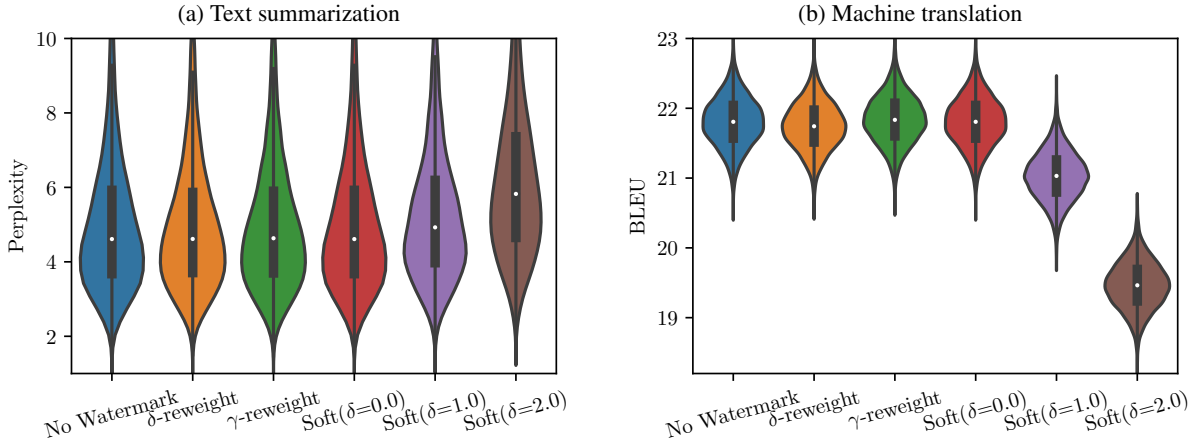 (a) Text summarization
10
8
6
4
2
Perplexity
No Watermark
δ-reweight
γ-reweight
Soft(δ=0.0)
Soft(δ=1.0)
Soft(δ=2.0)
(b) Machine translation
23
22
21
20
19
BLEU
No Watermark
δ-reweight
γ-reweight
Soft(δ=0.0)
Soft(δ=1.0)
Soft(δ=2.0)